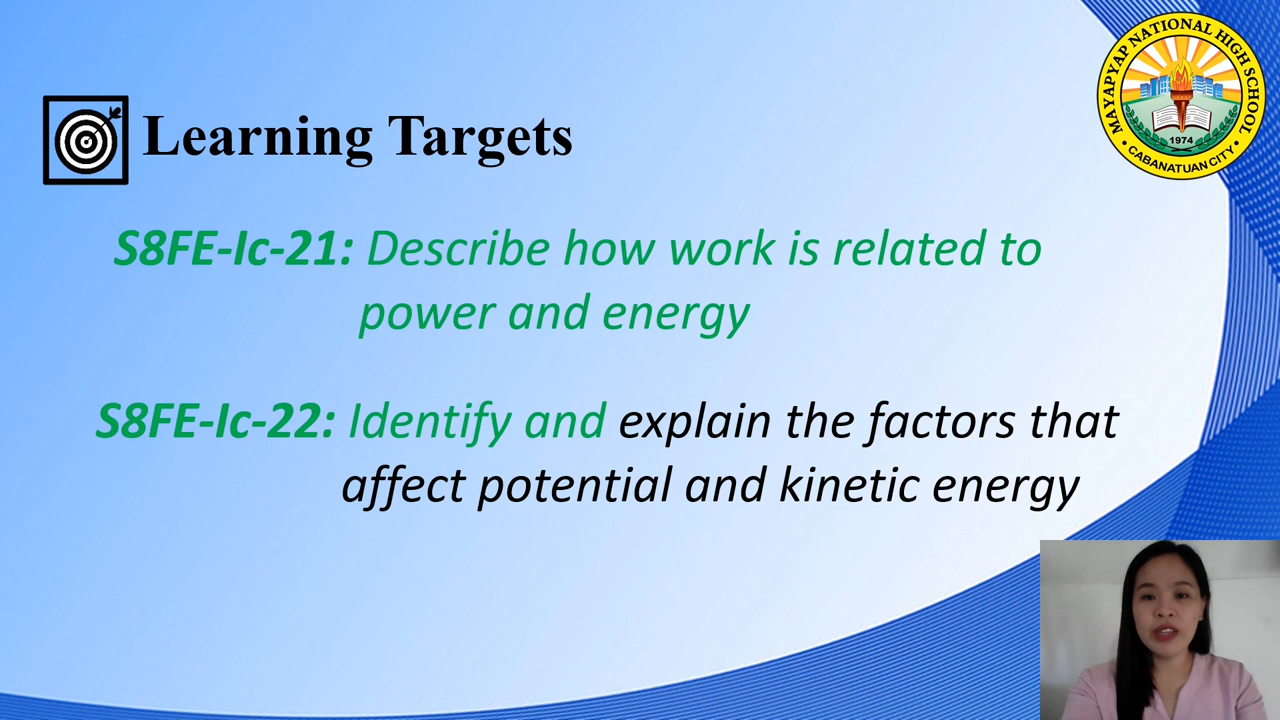 MAYAPYAP NATIONAL HIGH SCHOOL
1974
• CABANATUAN CITY •
Learning Targets
S8FE-Ic-21: Describe how work is related to
power and energy
S8FE-Ic-22: Identify and explain the factors that
affect potential and kinetic energy